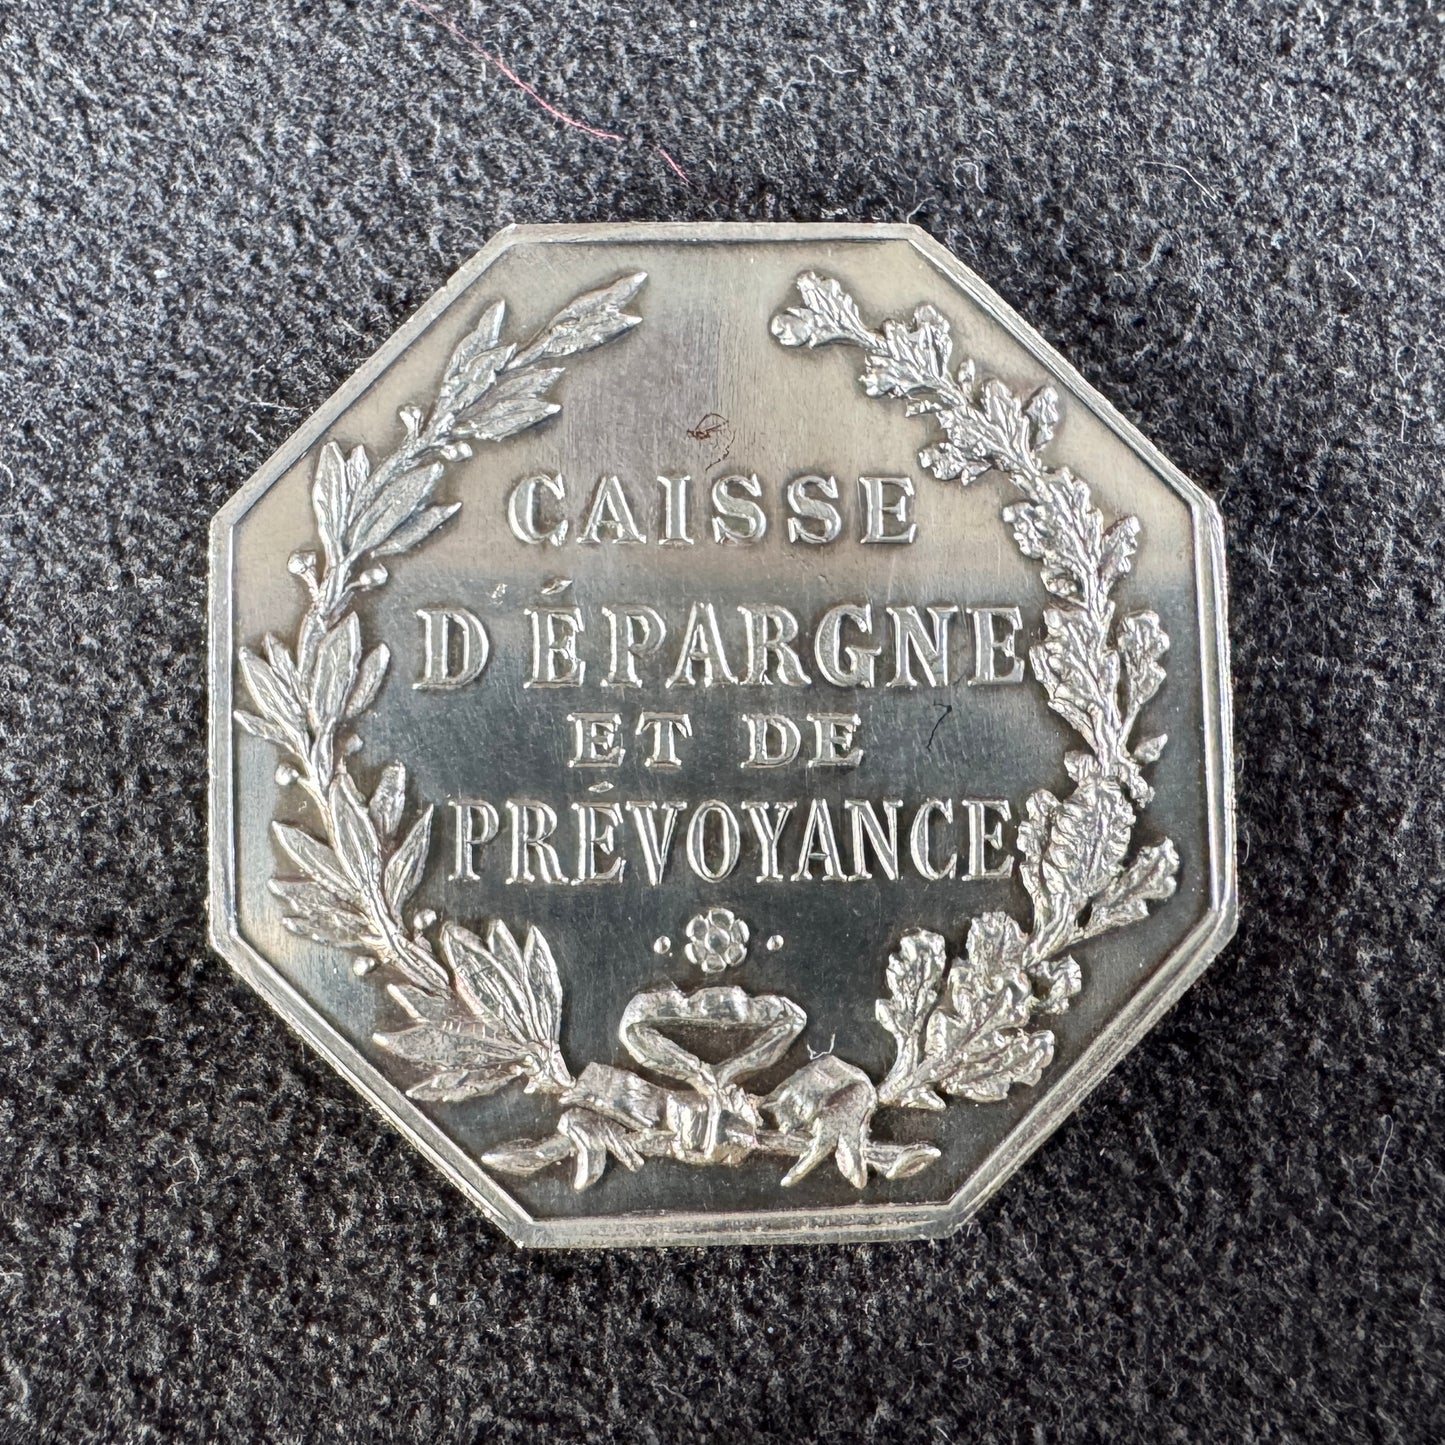 CAISSE
D'ÉPARGNE
ET DE
PRÉVOYANCE